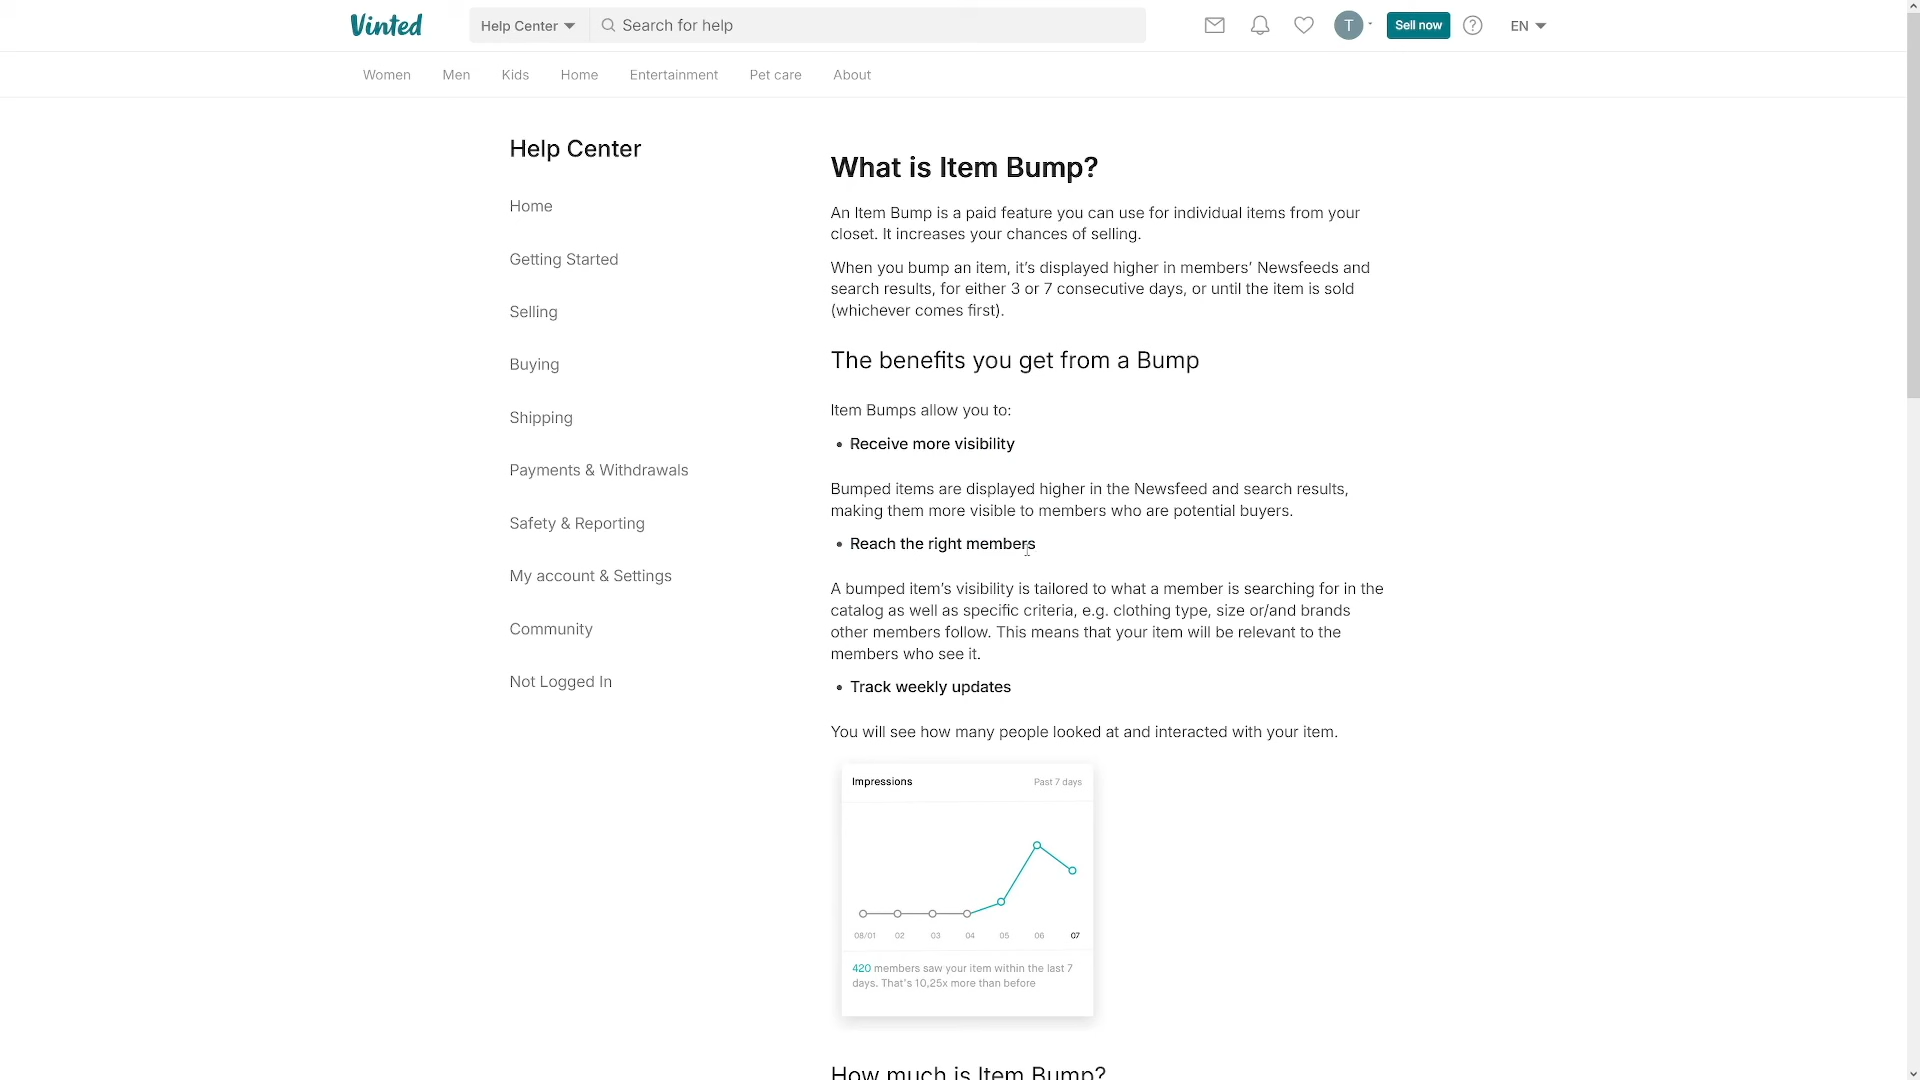 Vinted
Help Center
Search for help
T
Sell now
?
EN
Women
Men
Kids
Home
Entertainment
Pet care
About
Help Center
Home
Getting Started
Selling
Buying
Shipping
Payments & Withdrawals
Safety & Reporting
My account & Settings
Community
Not Logged In
What is Item Bump?
An Item Bump is a paid feature you can use for individual items from your
closet. It increases your chances of selling.
When you bump an item, it's displayed higher in members' Newsfeeds and
search results, for either 3 or 7 consecutive days, or until the item is sold
(whichever comes first).
The benefits you get from a Bump
Item Bumps allow you to:
• Receive more visibility
Bumped items are displayed higher in the Newsfeed and search results,
making them more visible to members who are potential buyers.
• Reach the right members
A bumped item's visibility is tailored to what a member is searching for in the
catalog as well as specific criteria, e.g. clothing type, size or/and brands
other members follow. This means that your item will be relevant to the
members who see it.
• Track weekly updates
You will see how many people looked at and interacted with your item.
Impressions
Past 7 days
08/01 02 03 04 05 06 07
420 members saw your item within the last 7
days. That's 10,25x more than before
How much is Item Bump?